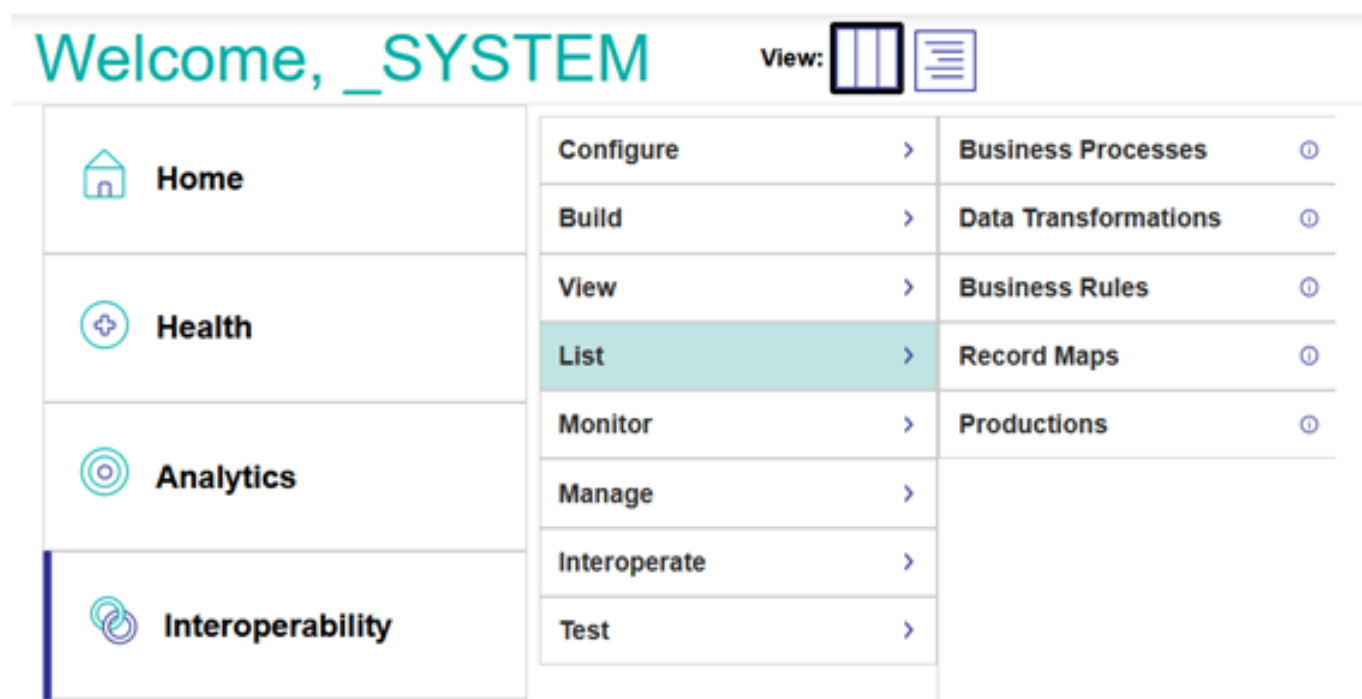 Welcome, _SYSTEM
View:
Home
Health
Analytics
Interoperability
Configure
Build
View
List
Monitor
Manage
Interoperate
Test
Business Processes
Data Transformations
Business Rules
Record Maps
Productions